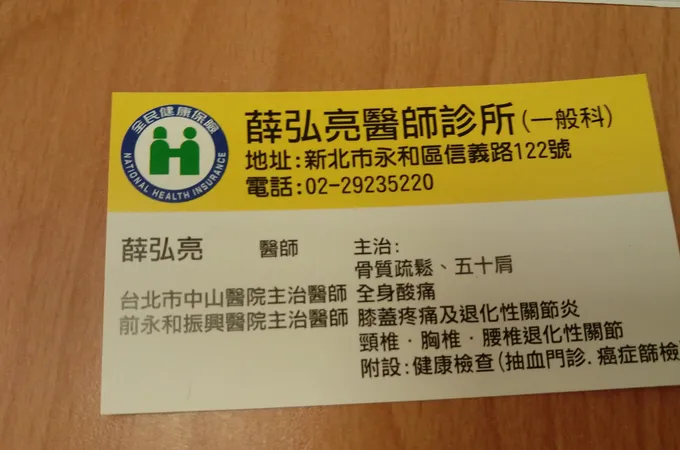 全民健康保險
NATIONAL HEALTH INSURANCE
薛弘亮醫師診所(一般科)
地址:新北市永和區信義路122號
電話:02-29235220
薛弘亮 醫師 主治:
骨質疏鬆、五十肩
台北市中山醫院主治醫師 全身酸痛
前永和振興醫院主治醫師 膝蓋疼痛及退化性關節炎
頸椎·胸椎·腰椎退化性關節
附設:健康檢查(抽血門診.癌症篩檢